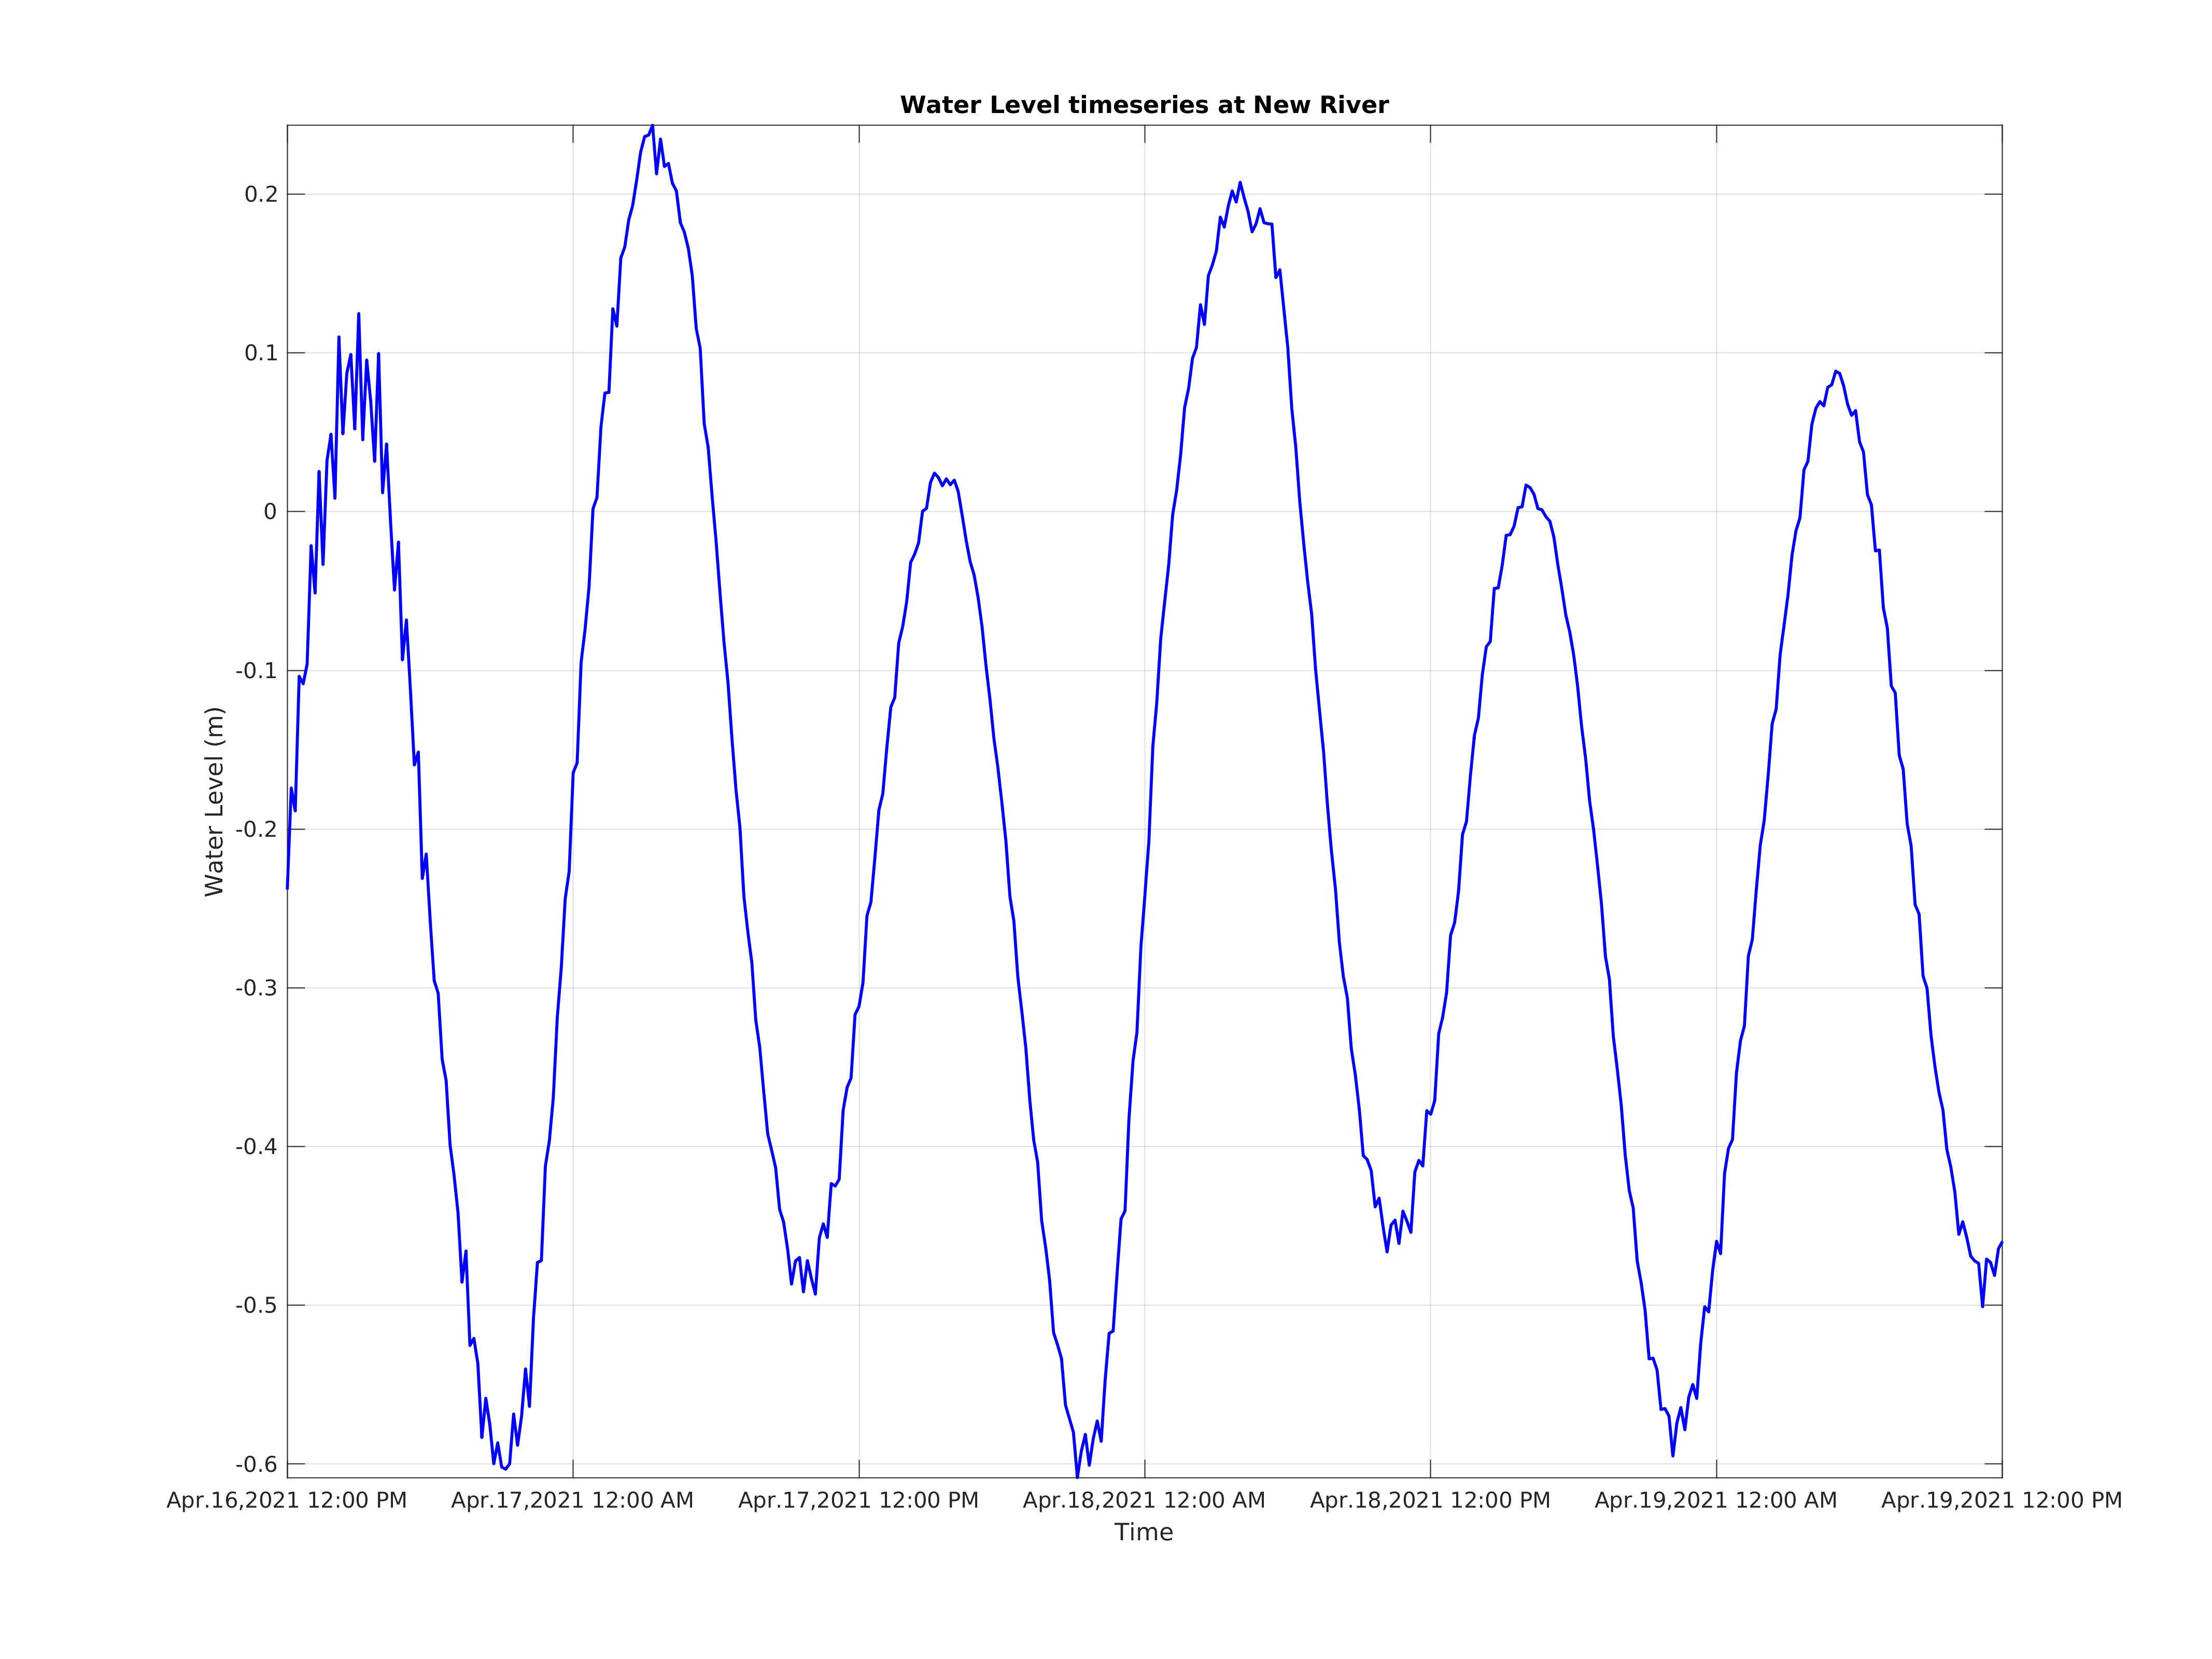 Water Level timeseries at New River
0.2
0.1
0
-0.1
-0.2
-0.3
-0.4
-0.5
-0.6
Water Level (m)
Apr.16,2021 12:00 PM Apr.17,2021 12:00 AM Apr.17,2021 12:00 PM Apr.18,2021 12:00 AM Apr.18,2021 12:00 PM Apr.19,2021 12:00 AM Apr.19,2021 12:00 PM
Time